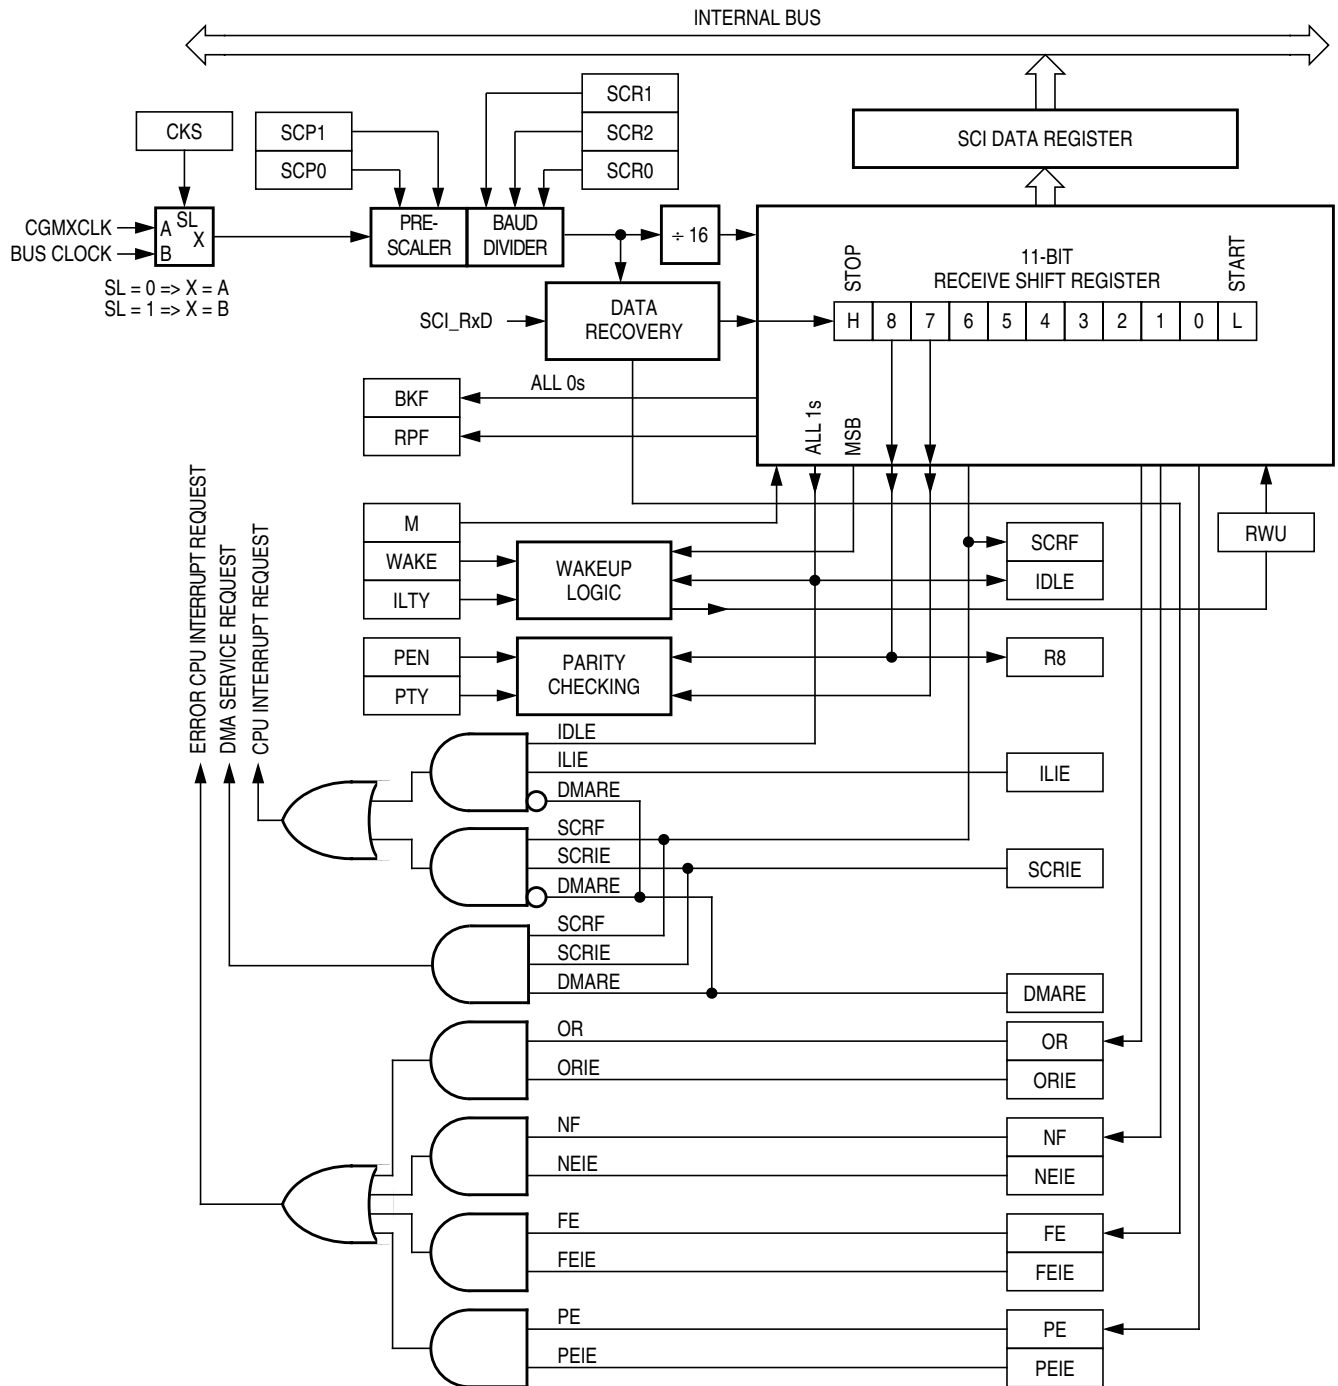 INTERNAL BUS
SCR1
SCR2
SCR0
SCP1
SCP0
CKS
SCI DATA REGISTER
CGMXCLK
BUS CLOCK
SL
A
X
B
SL = 0 => X = A
SL = 1 => X = B
PRE-
SCALER
BAUD
DIVIDER
÷ 16
STOP
11-BIT
RECEIVE SHIFT REGISTER
START
H 8 7 6 5 4 3 2 1 0 L
SCI_RxD
DATA
RECOVERY
ALL 0s
BKF
RPF
ALL 1s
MSB
M
WAKE
ILTY
WAKEUP
LOGIC
SCRF
IDLE
RWU
PEN
PTY
PARITY
CHECKING
R8
ERROR CPU INTERRUPT REQUEST
DMA SERVICE REQUEST
CPU INTERRUPT REQUEST
IDLE
ILIE
ILIE
DMARE
SCRF
SCRIE
SCRIE
DMARE
SCRF
SCRIE
DMARE
DMARE
OR
OR
ORIE
ORIE
NF
NF
NEIE
NEIE
FE
FE
FEIE
FEIE
PE
PE
PEIE
PEIE